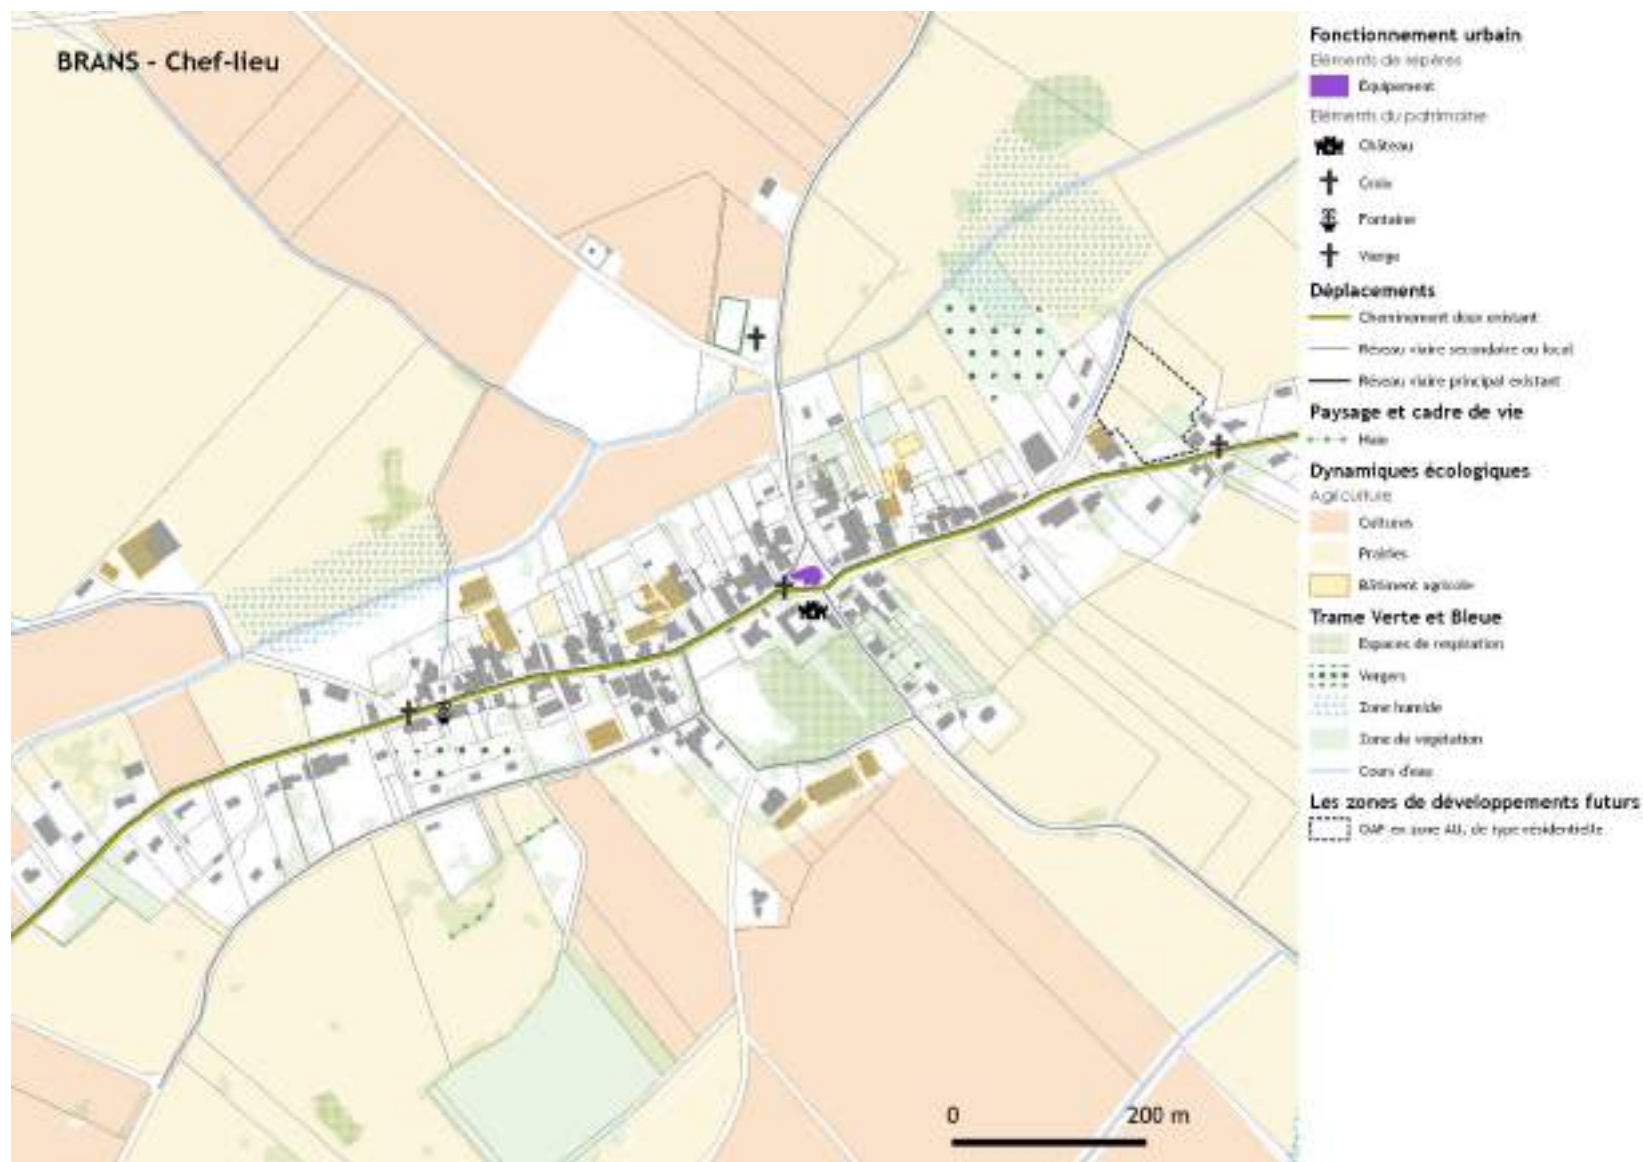 BRANS - Chef-lieu
Fonctionnement urbain
Eléments de repères
Equipement
Eléments du patrimoine
Château
Croix
Fontaine
Vierge
Déplacements
Cheminement doux existant
Réseau viaire secondaire ou local
Réseau viaire principal existant
Paysage et cadre de vie
Haie
Dynamiques écologiques
Agriculture
Cultures
Prairies
Bâtiment agricole
Trame Verte et Bleue
Espaces de respiration
Vergers
Zone humide
Zone de végétation
Cours d'eau
Les zones de développements futurs
OAP en zone AU, de type résidentielle
0 200 m